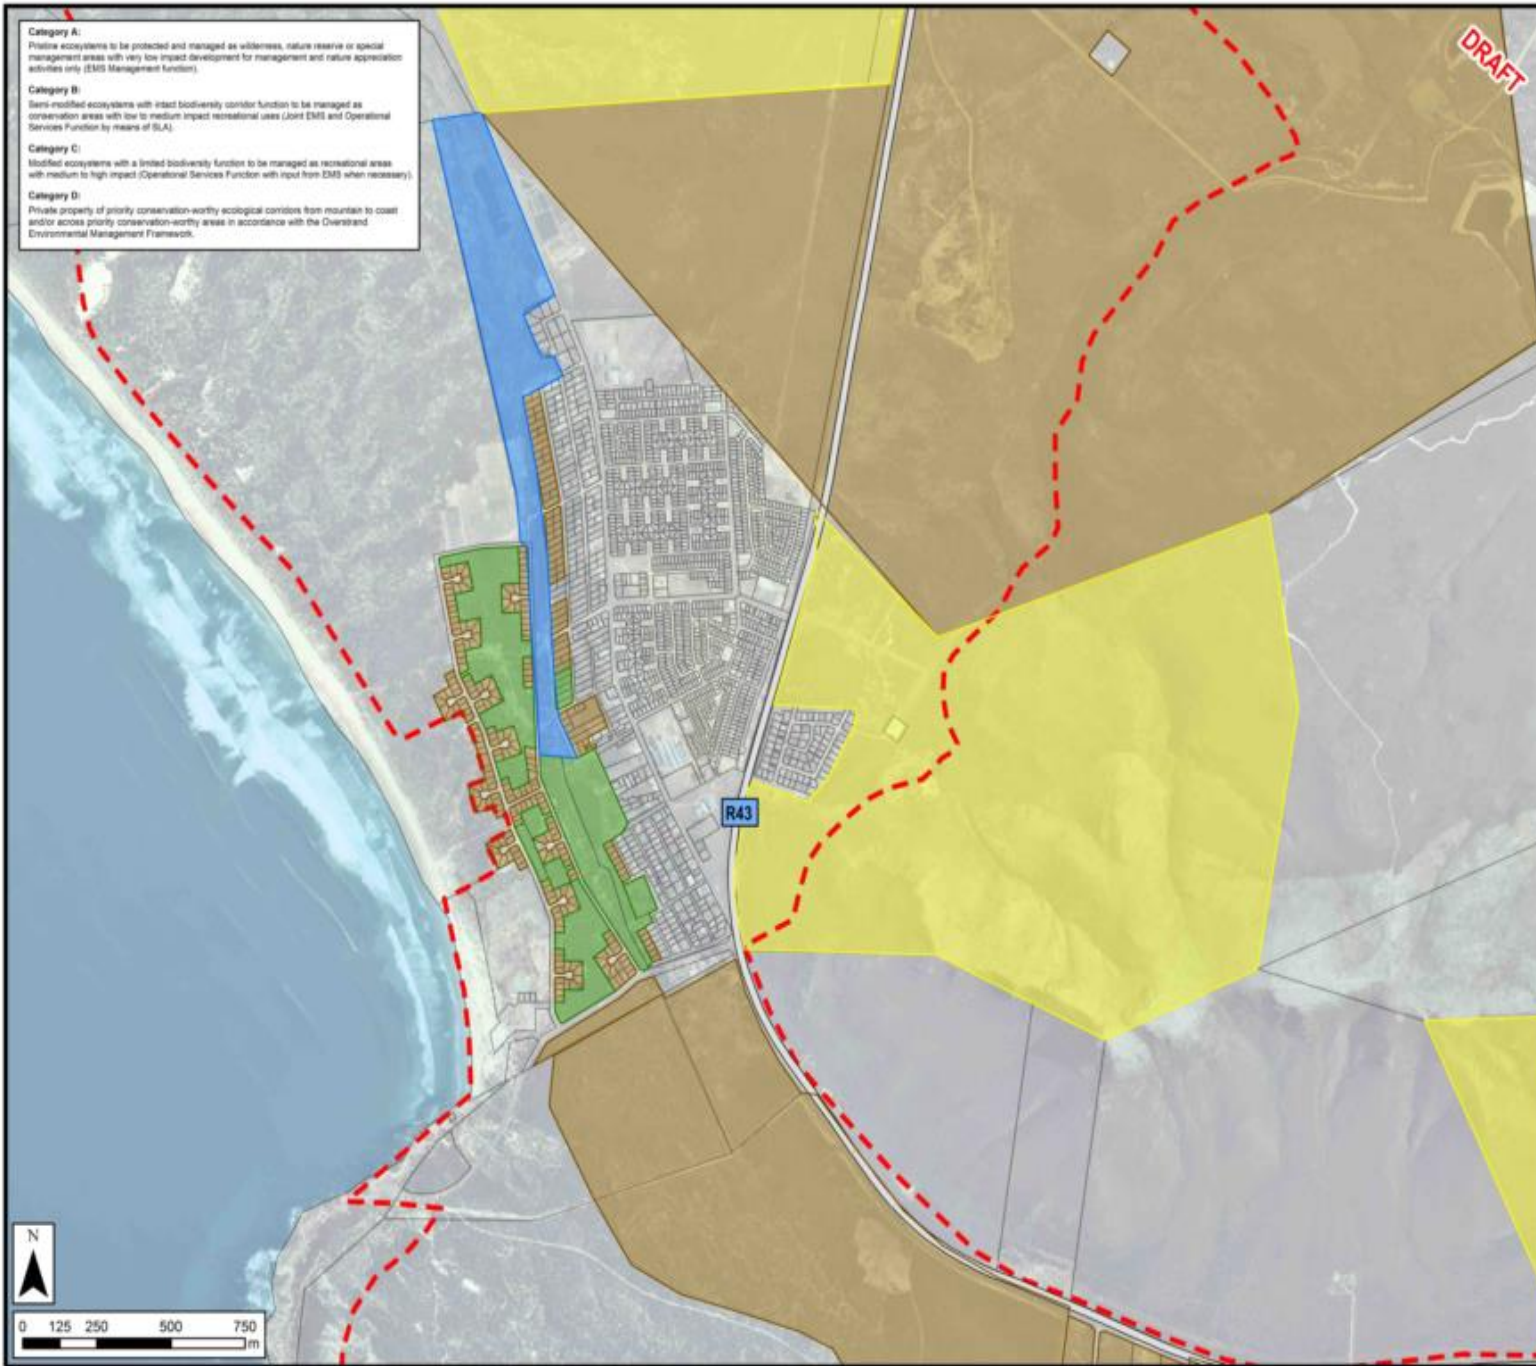 Category A:
Pristine ecosystems to be protected and managed as wilderness, nature reserve or special
management areas with very low impact development for management and nature appreciation
activities only (EMS Management function).
Category B:
Semi-modified ecosystems with intact biodiversity corridor function to be managed as
conservation areas with low to medium impact recreational uses (Joint EMS and Operational
Services Function by means of SLA).
Category C:
Modified ecosystems with a limited biodiversity function to be managed as recreational areas
with medium to high impact (Operational Services Function with input from EMS when necessary).
Category D:
Private property of priority conservation-worthy ecological corridors from mountain to coast
and/or across priority conservation-worthy areas in accordance with the Overstrand
Environmental Management Framework.
DRAFT
R43
N
0 125 250 500 750
m